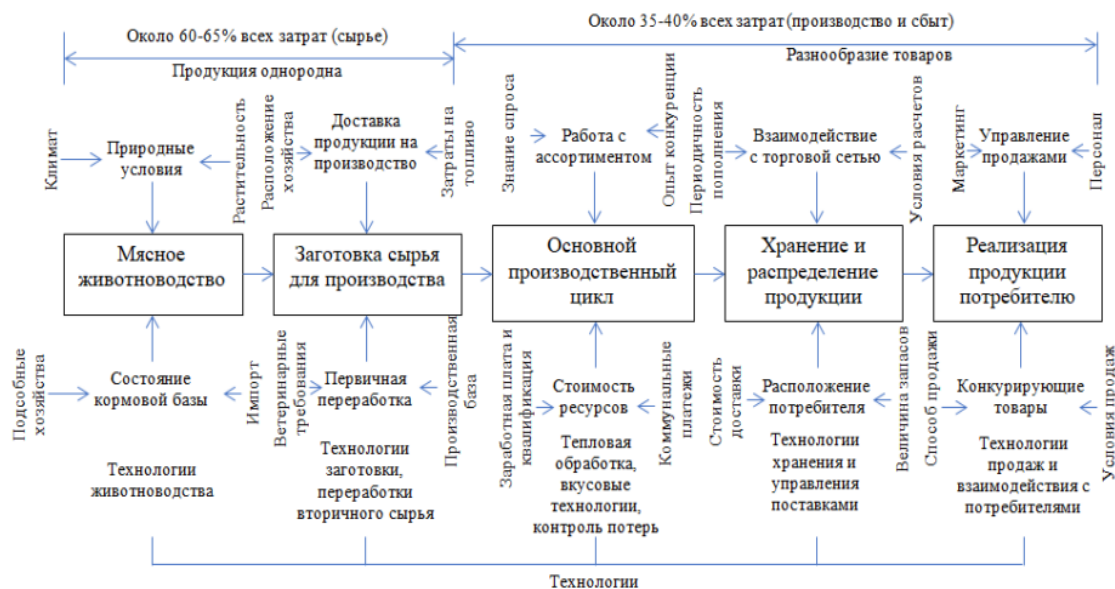 Около 60-65% всех затрат (сырье)
Около 35-40% всех затрат (производство и сбыт)
Продукция однородна
Разнообразие товаров
Климат
Природные
условия
Растительность
Расположение
хозяйства
Доставка
продукции на
производство
Затраты на
топливо
Знание спроса
Работа с
ассортиментом
Опыт конкуренции
Периодичность
пополнения
Взаимодействие
с торговой сетью
Условия расчетов
Маркетинг
Управление
продажами
Персонал
Мясное
животноводство
Заготовка сырья
для производства
Основной
производственный
цикл
Хранение и
распределение
продукции
Реализация
продукции
потребителю
Подсобные
хозяйства
Состояние
кормовой базы
Импорт
Ветеринарные
требования
Первичная
переработка
Производственная
база
Заработная плата и
квалификация
Стоимость
ресурсов
Коммунальные
платежи
Стоимость
доставки
Расположение
потребителя
Величина запасов
Способ продажи
Конкурирующие
товары
Условия продаж
Технологии
животноводства
Технологии
заготовки,
переработки
вторичного сырья
Тепловая
обработка,
вкусовые
технологии,
контроль потерь
Технологии
хранения и
управления
поставками
Технологии
продаж и
взаимодействия с
потребителями
Технологии